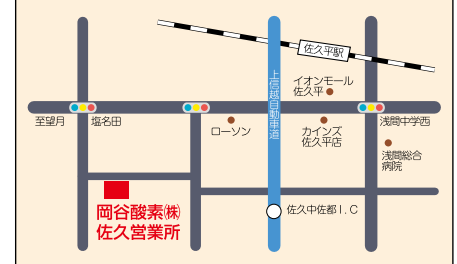 佐久平駅
上信越自動車道
イオンモール
佐久平
至望月
塩名田
ローソン
カインズ
佐久平店
浅間中学西
浅間総合
病院
岡谷酸素㈱
佐久営業所
佐久中佐都I.C